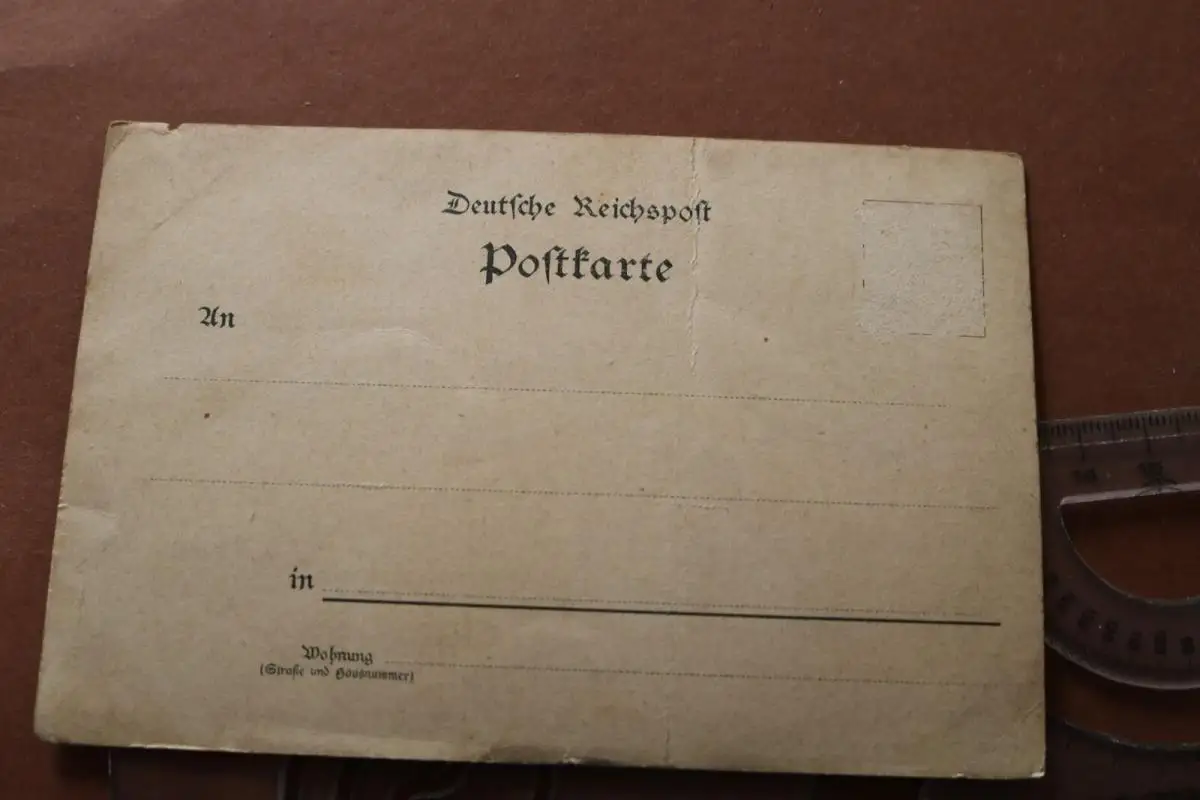 Deutsche Reichspost
Postkarte
An
in
Wohnung
(Straße und Hausnummer)